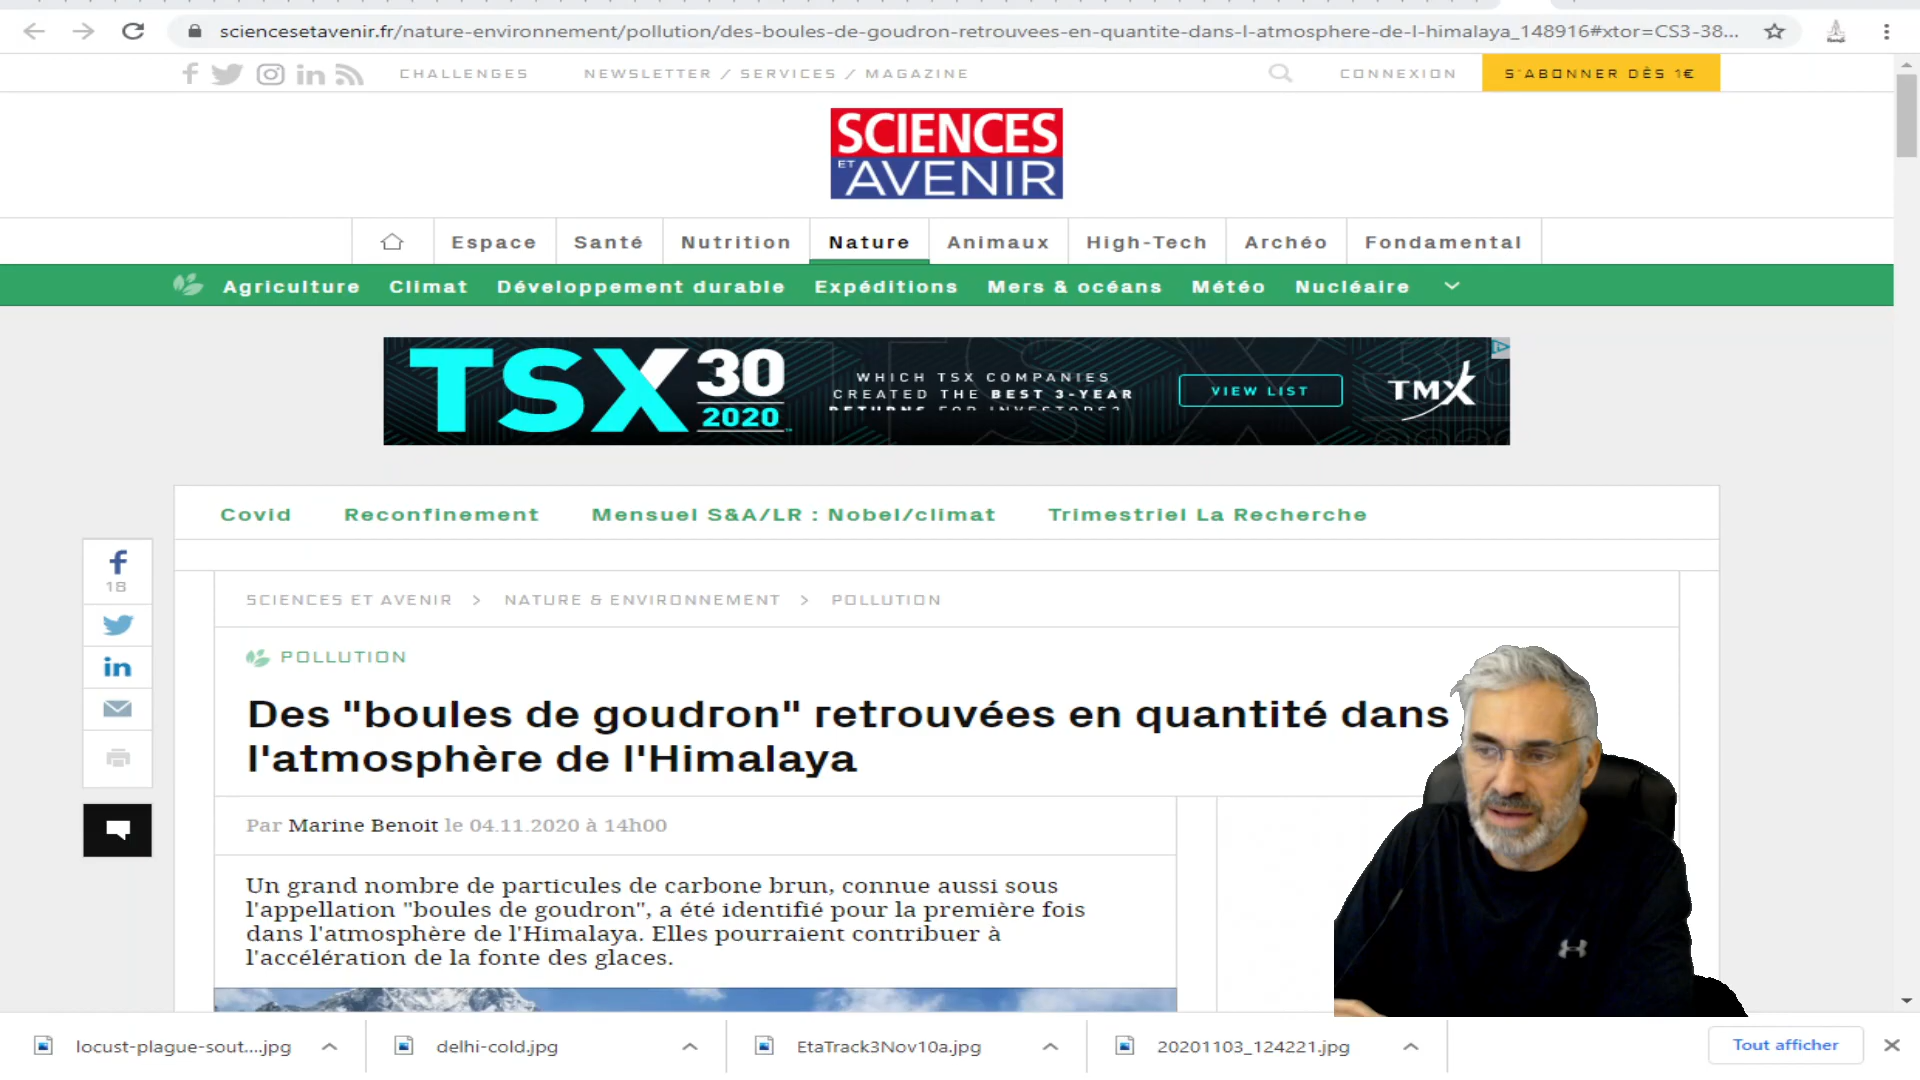 sciencesetavenir.fr/nature-environnement/pollution/des-boules-de-goudron-retrouvees-en-quantite-dans-l-atmosphere-de-l-himalaya_148916#xtor=CS3-38...
CHALLENGES NEWSLETTER / SERVICES / MAGAZINE CONNEXION S'ABONNER DÈS 1€
SCIENCES
ET AVENIR
Espace Santé Nutrition Nature Animaux High-Tech Archéo Fondamental
Agriculture Climat Développement durable Expéditions Mers & océans Météo Nucléaire
TSX 30 2020
WHICH TSX COMPANIES
CREATED THE BEST 3-YEAR
RETURNS FOR INVESTORS?
VIEW LIST
TMX
Covid Reconfinement Mensuel S&A/LR : Nobel/climat Trimestriel La Recherche
18
SCIENCES ET AVENIR > NATURE & ENVIRONNEMENT > POLLUTION
POLLUTION
Des "boules de goudron" retrouvées en quantité dans
l'atmosphère de l'Himalaya
Par Marine Benoit le 04.11.2020 à 14h00
Un grand nombre de particules de carbone brun, connue aussi sous
l'appellation "boules de goudron", a été identifié pour la première fois
dans l'atmosphère de l'Himalaya. Elles pourraient contribuer à
l'accélération de la fonte des glaces.
locust-plague-sout....jpg delhi-cold.jpg EtaTrack3Nov10a.jpg 20201103_124221.jpg Tout afficher